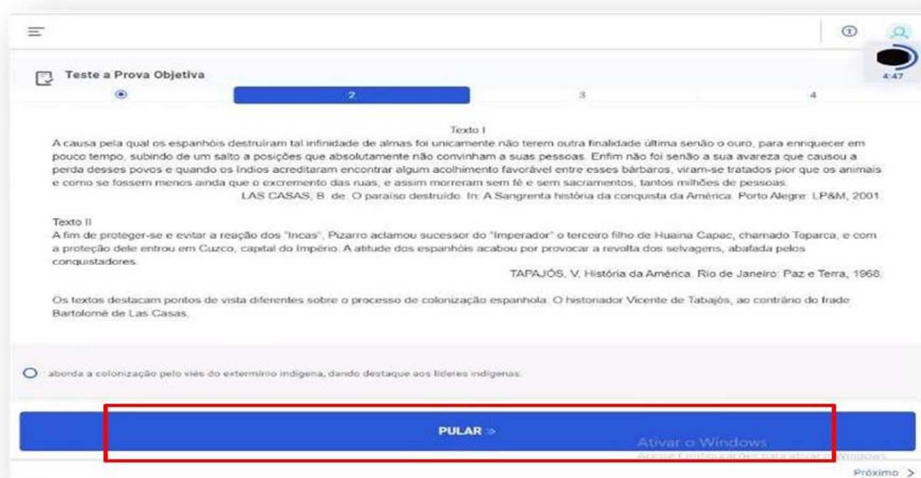 Teste a Prova Objetiva
4:47
2 3 4
Texto I
A causa pela qual os espanhóis destruíram tal infinidade de almas foi unicamente não terem outra finalidade última senão o ouro, para enriquecer em
pouco tempo, subindo de um salto a posições que absolutamente não convinham a suas pessoas. Enfim não foi senão a sua avareza que causou a
perda desses povos e quando os índios acreditaram encontrar algum acolhimento favorável entre esses bárbaros, viram-se tratados pior que os animais
e como se fossem menos ainda que o excremento das ruas, e assim morreram sem fé e sem sacramentos, tantos milhões de pessoas.
LAS CASAS, B. de. O paraíso destruído. In: A Sangrenta história da conquista da América. Porto Alegre: LP&M, 2001.
Texto II
A fim de proteger-se e evitar a reação dos "Incas", Pizarro aclamou sucessor do "Imperador" o terceiro filho de Huaina Capac, chamado Toparca, e com
a proteção dele entrou em Cuzco, capital do Império. A atitude dos espanhóis acabou por provocar a revolta dos selvagens, abafada pelos
conquistadores.
TAPAJÓS, V. História da América. Rio de Janeiro: Paz e Terra, 1968.
Os textos destacam pontos de vista diferentes sobre o processo de colonização espanhola. O historiador Vicente de Tabajós, ao contrário do frade
Bartolomé de Las Casas,
aborda a colonização pelo viés do extermínio indígena, dando destaque aos líderes indígenas.
PULAR »
Ativar o Windows
Próximo >